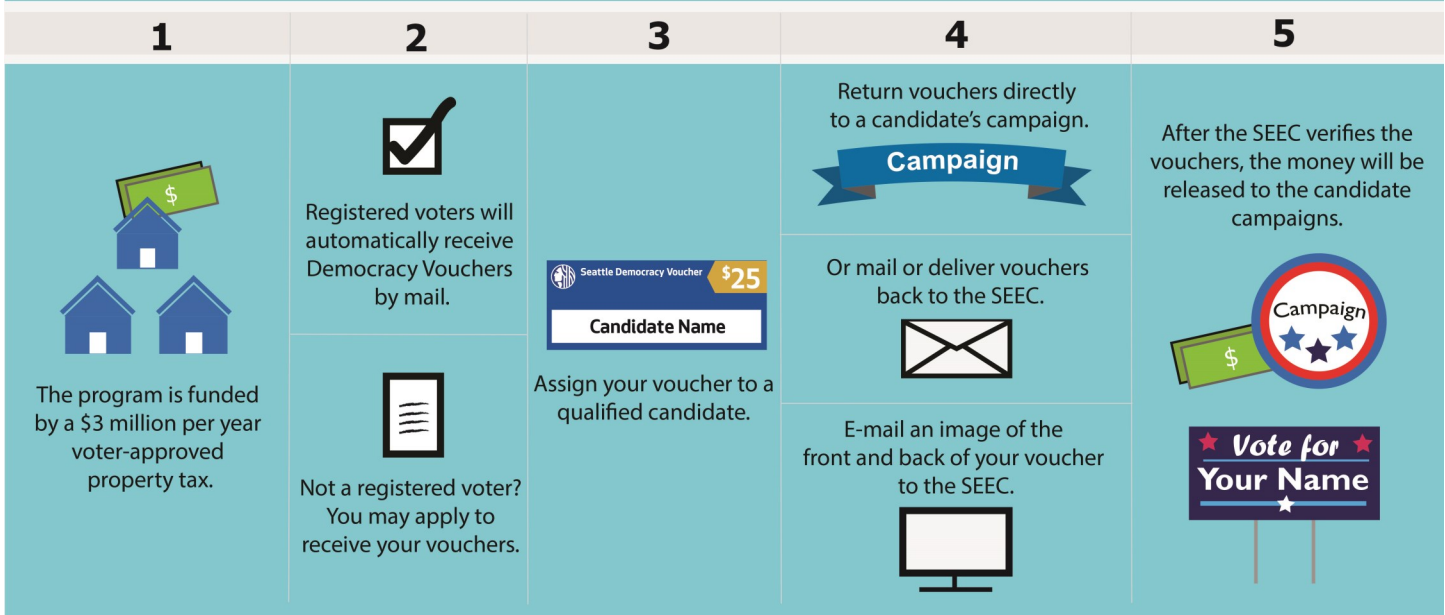 1
$
The program is funded
by a $3 million per year
voter-approved
property tax.
2
Registered voters will
automatically receive
Democracy Vouchers
by mail.
Not a registered voter?
You may apply to
receive your vouchers.
3
Seattle Democracy Voucher $25
Candidate Name
Assign your voucher to a
qualified candidate.
4
Return vouchers directly
to a candidate’s campaign.
Campaign
Or mail or deliver vouchers
back to the SEEC.
E-mail an image of the
front and back of your voucher
to the SEEC.
5
After the SEEC verifies the
vouchers, the money will be
released to the candidate
campaigns.
Campaign
$
Vote for
Your Name